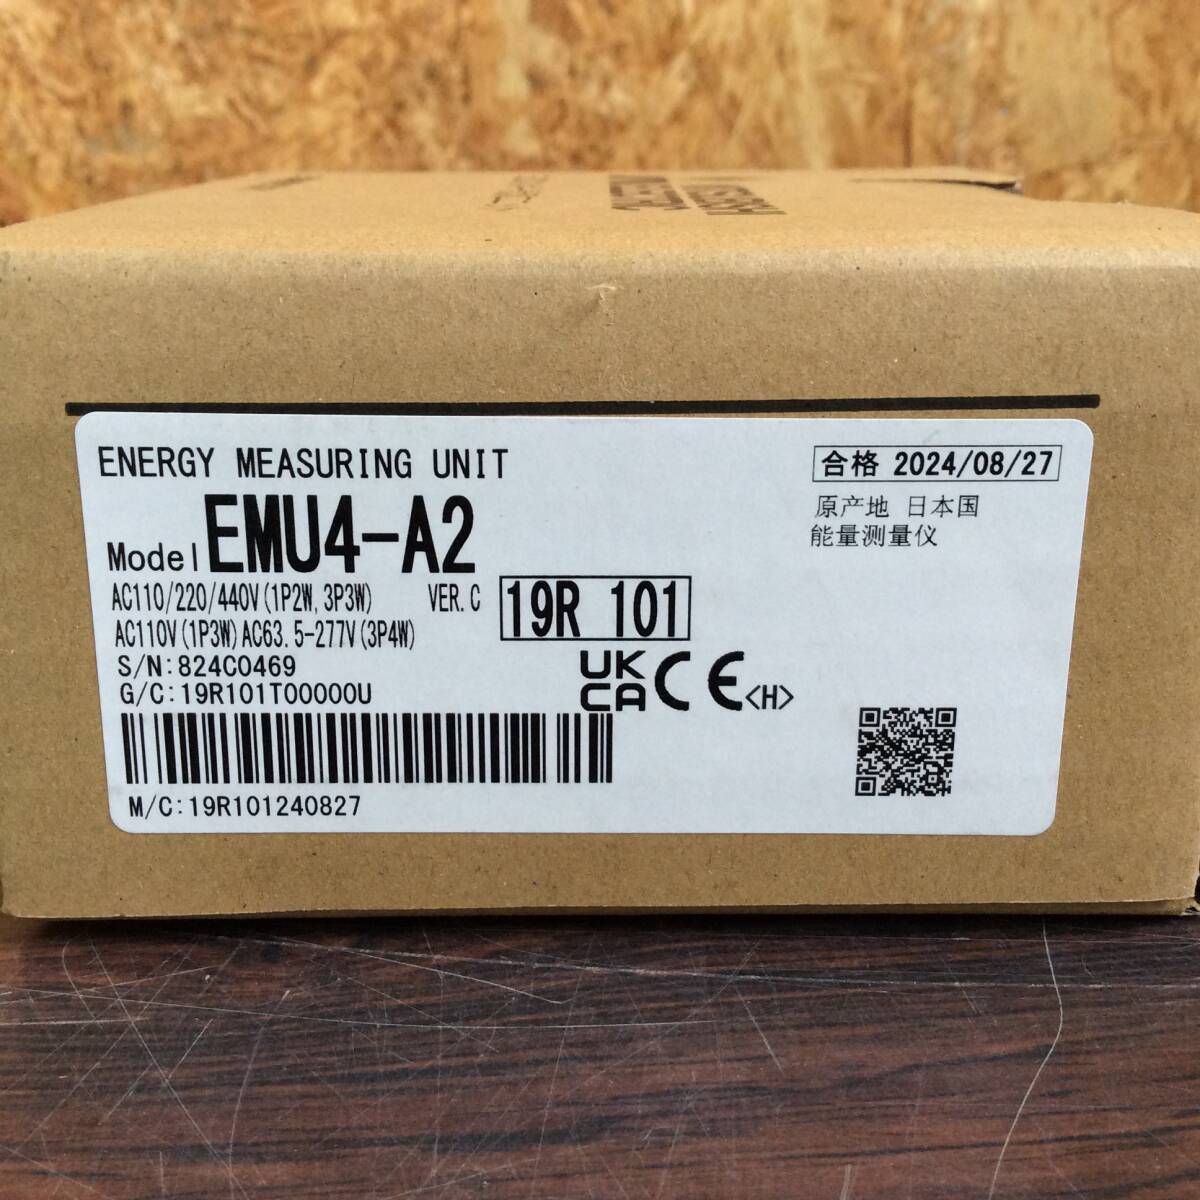 MITSUBISHI
ELECTRIC
ENERGY MEASURING UNIT
合格 2024/08/27
Model EMU4-A2
原产地 日本国
能量测量仪
AC110/220/440V(1P2W,3P3W) VER.C
19R 101
AC110V(1P3W)AC63.5-277V(3P4W)
S/N:824C0469
G/C:19R101T00000U
UK
CA CE <H>
M/C:19R101240827